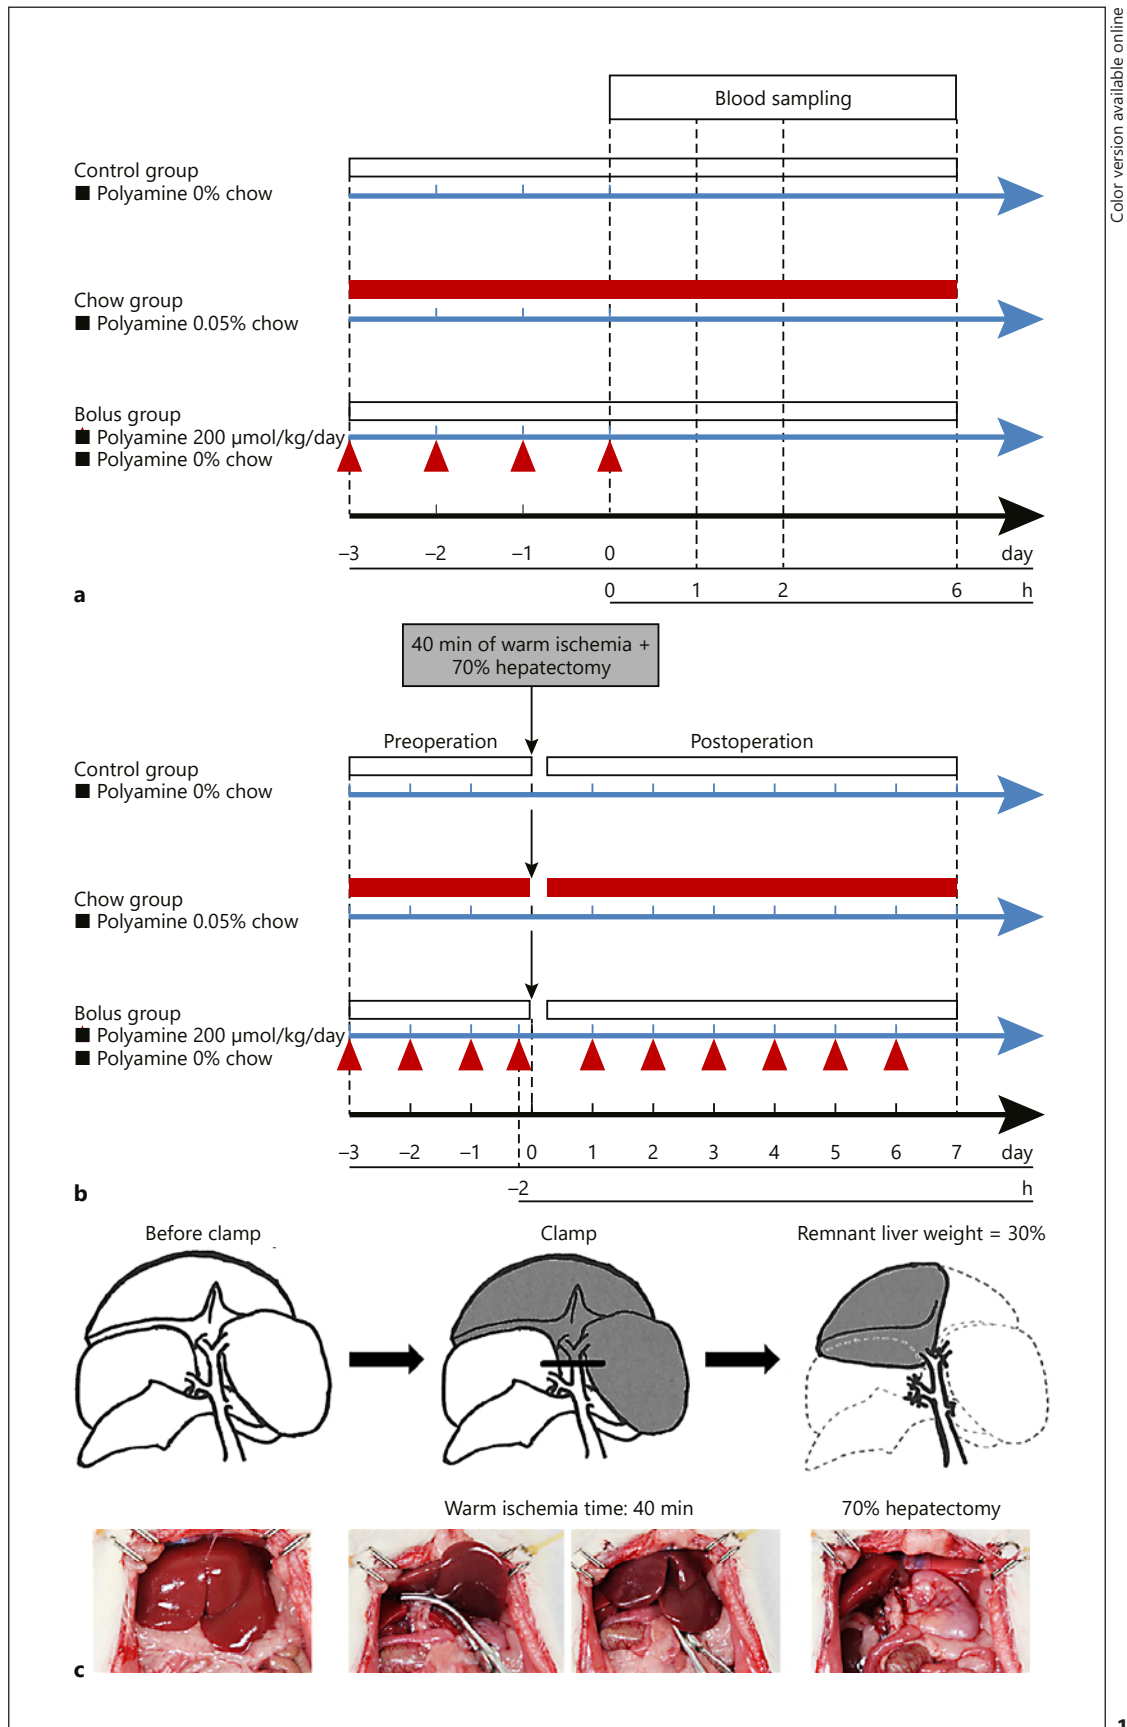 Color version available online
Blood sampling
Control group
■ Polyamine 0% chow
Chow group
■ Polyamine 0.05% chow
Bolus group
▲ Polyamine 200 μmol/kg/day
■ Polyamine 0% chow
–3 –2 –1 0 day
0 1 2 6 h
a
40 min of warm ischemia +
70% hepatectomy
Preoperation Postoperation
Control group
■ Polyamine 0% chow
Chow group
■ Polyamine 0.05% chow
Bolus group
▲ Polyamine 200 μmol/kg/day
■ Polyamine 0% chow
–3 –2 –1 0 1 2 3 4 5 6 7 day
–2 h
b
Before clamp Clamp Remnant liver weight = 30%
Warm ischemia time: 40 min 70% hepatectomy
c
1